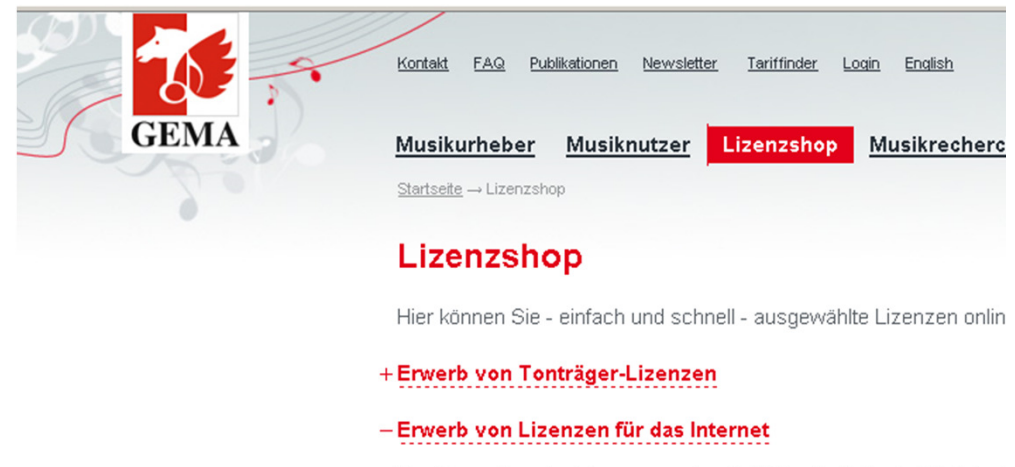 Kontakt FAQ Publikationen Newsletter Tariffinder Login English
GEMA
Musikurheber Musiknutzer Lizenzshop Musikrecherc
Startseite → Lizenzshop
Lizenzshop
Hier können Sie - einfach und schnell - ausgewählte Lizenzen onlin
+ Erwerb von Tonträger-Lizenzen
– Erwerb von Lizenzen für das Internet